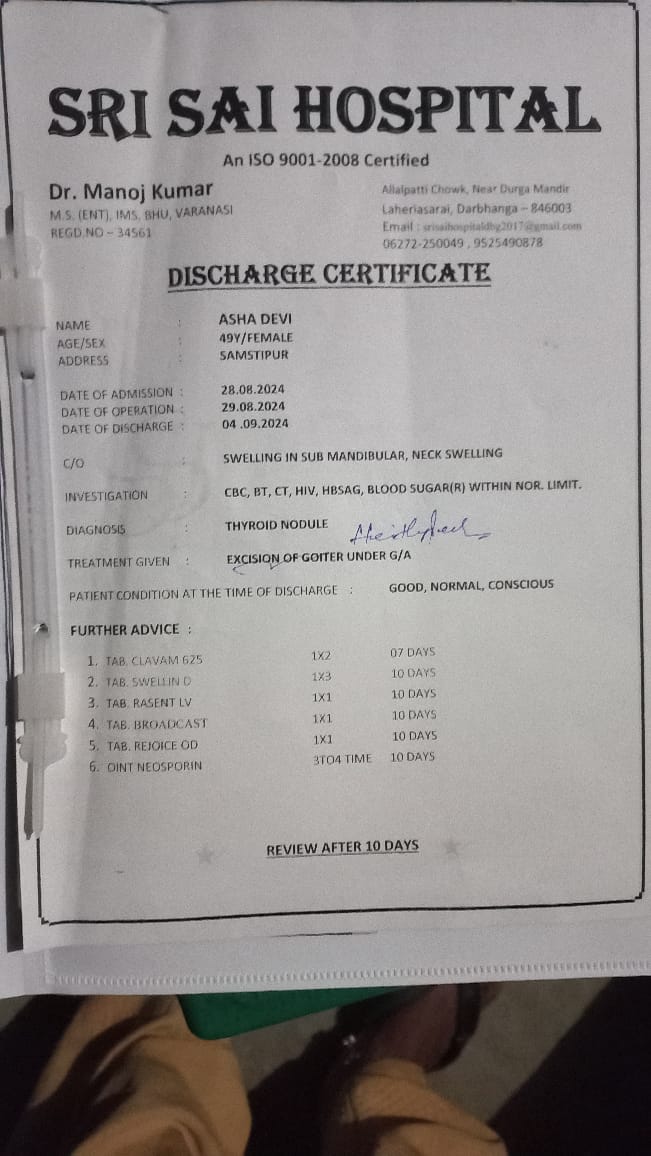 SRI SAI HOSPITAL
An ISO 9001-2008 Certified
Dr. Manoj Kumar
M.S. (ENT), IMS, BHU, VARANASI
REGD.NO – 34561
Allalpatti Chowk, Near Durga Mandir
Laheriasarai, Darbhanga – 846003
Email : srisaihospitaldbg2017@gmail.com
06272-250049 , 9525490878
DISCHARGE CERTIFICATE
NAME : ASHA DEVI
AGE/SEX : 49Y/FEMALE
ADDRESS : SAMSTIPUR
DATE OF ADMISSION : 28.08.2024
DATE OF OPERATION : 29.08.2024
DATE OF DISCHARGE : 04 .09.2024
C/O : SWELLING IN SUB MANDIBULAR, NECK SWELLING
INVESTIGATION : CBC, BT, CT, HIV, HBSAG, BLOOD SUGAR(R) WITHIN NOR. LIMIT.
DIAGNOSIS : THYROID NODULE
TREATMENT GIVEN : EXCISION OF GOITER UNDER G/A
PATIENT CONDITION AT THE TIME OF DISCHARGE : GOOD, NORMAL, CONSCIOUS
FURTHER ADVICE :
1. TAB. CLAVAM 625 1X2 07 DAYS
2. TAB. SWELLIN D 1X3 10 DAYS
3. TAB. RASENT LV 1X1 10 DAYS
4. TAB. BROADCAST 1X1 10 DAYS
5. TAB. REJOICE OD 1X1 10 DAYS
6. OINT NEOSPORIN 3TO4 TIME 10 DAYS
REVIEW AFTER 10 DAYS